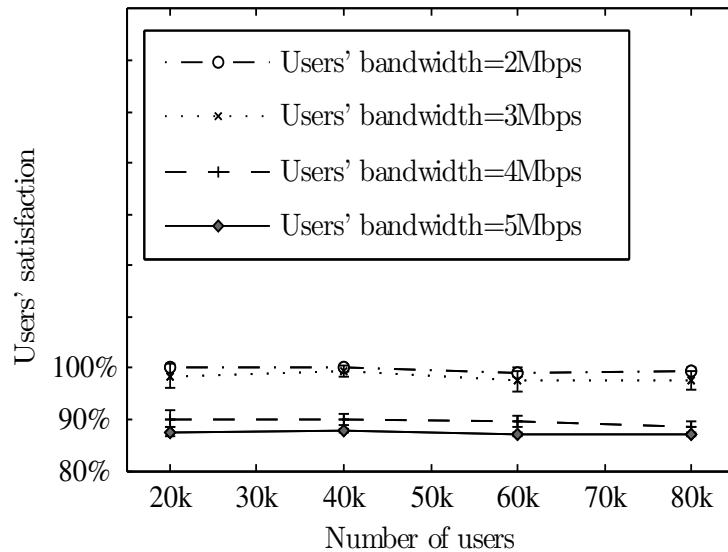 Users' bandwidth=2Mbps
Users' bandwidth=3Mbps
Users' bandwidth=4Mbps
Users' bandwidth=5Mbps
Users' satisfaction
100%
90%
80%
20k 30k 40k 50k 60k 70k 80k
Number of users